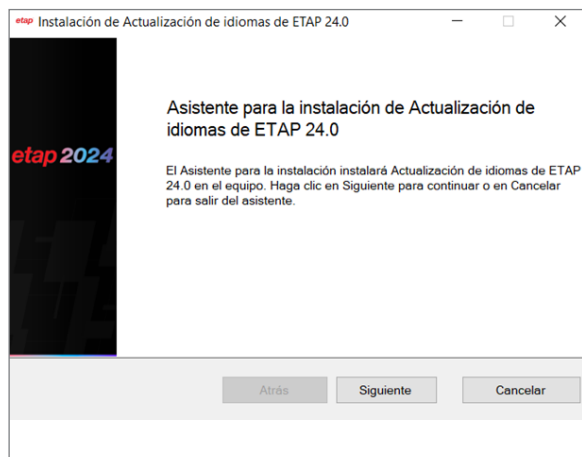 etap Instalación de Actualización de idiomas de ETAP 24.0
etap 2024
Asistente para la instalación de Actualización de
idiomas de ETAP 24.0
El Asistente para la instalación instalará Actualización de idiomas de ETAP
24.0 en el equipo. Haga clic en Siguiente para continuar o en Cancelar
para salir del asistente.
Atrás Siguiente Cancelar